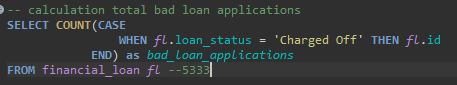 -- calculation total bad loan applications
SELECT COUNT(CASE
WHEN fl.loan_status = 'Charged Off' THEN fl.id
END) as bad_loan_applications
FROM financial_loan fl --5333